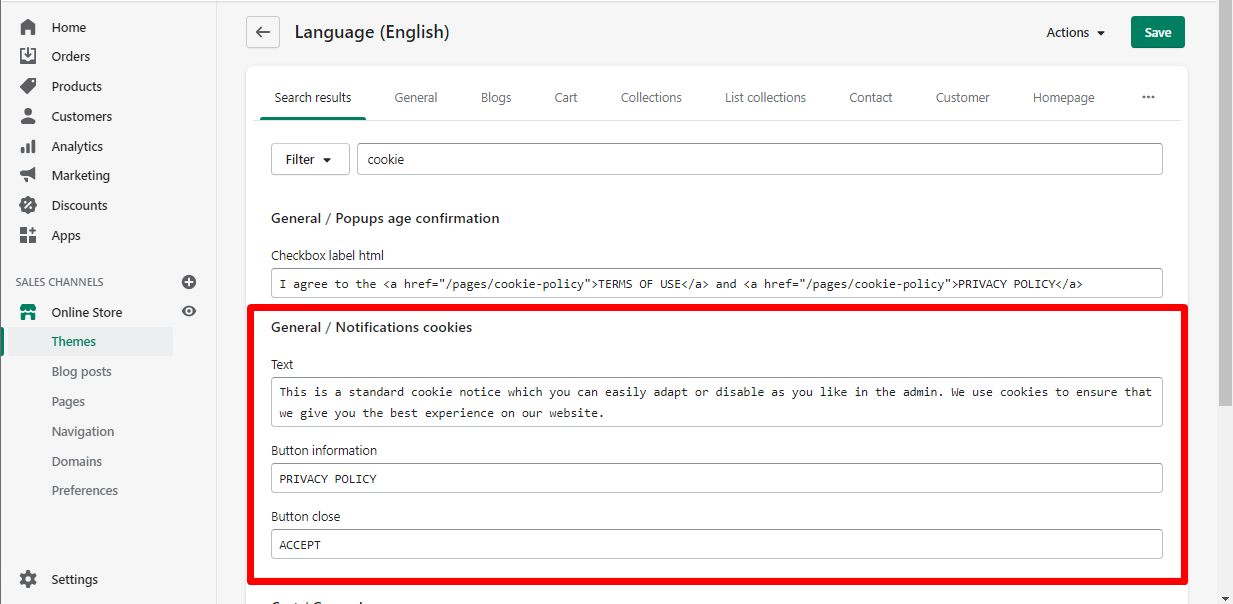 Home
Orders
Products
Customers
Analytics
Marketing
Discounts
Apps
SALES CHANNELS
Online Store
Themes
Blog posts
Pages
Navigation
Domains
Preferences
Settings
Language (English)
Actions
Save
Search results General Blogs Cart Collections List collections Contact Customer Homepage ...
Filter cookie
General / Popups age confirmation
Checkbox label html
I agree to the <a href="/pages/cookie-policy">TERMS OF USE</a> and <a href="/pages/cookie-policy">PRIVACY POLICY</a>
General / Notifications cookies
Text
This is a standard cookie notice which you can easily adapt or disable as you like in the admin. We use cookies to ensure that
we give you the best experience on our website.
Button information
PRIVACY POLICY
Button close
ACCEPT